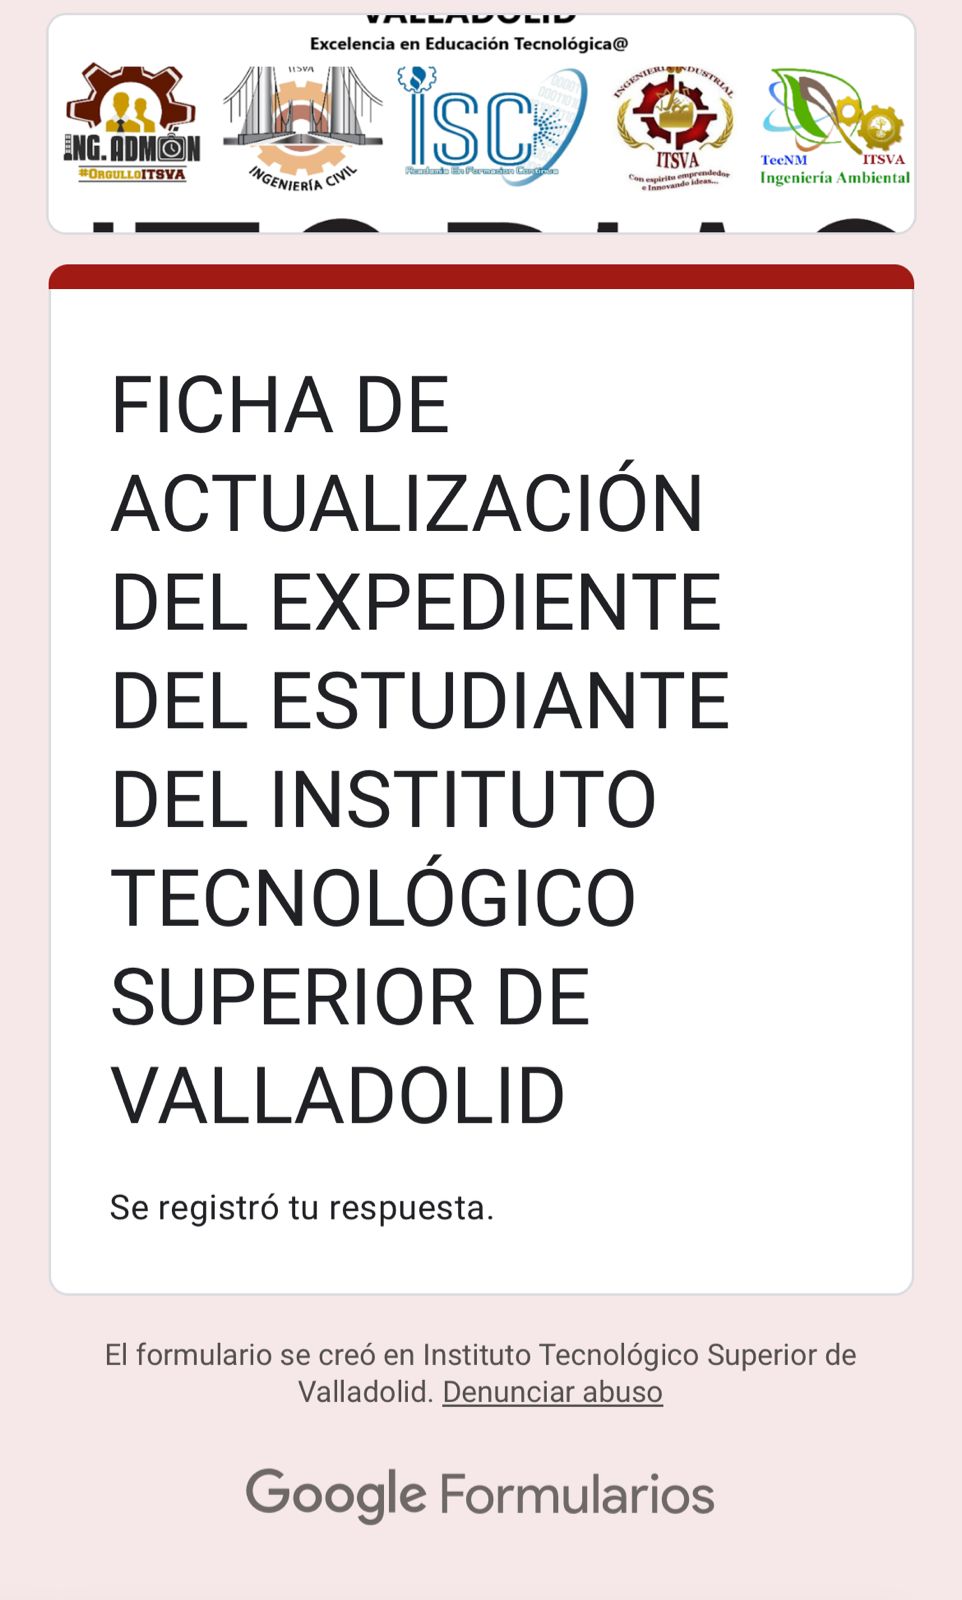 VALLADOLID
Excelencia en Educación Tecnológica@
ITSVA
ING. ADMON
#OrgulloITSVA
INGENIERÍA CIVIL
ISC
Academia En Formacion Continua
INGENIERÍA INDUSTRIAL
ITSVA
Con espíritu emprendedor
e Innovando ideas...
TecNM ITSVA
Ingeniería Ambiental
FICHA DE
ACTUALIZACIÓN
DEL EXPEDIENTE
DEL ESTUDIANTE
DEL INSTITUTO
TECNOLÓGICO
SUPERIOR DE
VALLADOLID
Se registró tu respuesta.
El formulario se creó en Instituto Tecnológico Superior de
Valladolid. Denunciar abuso
Google Formularios